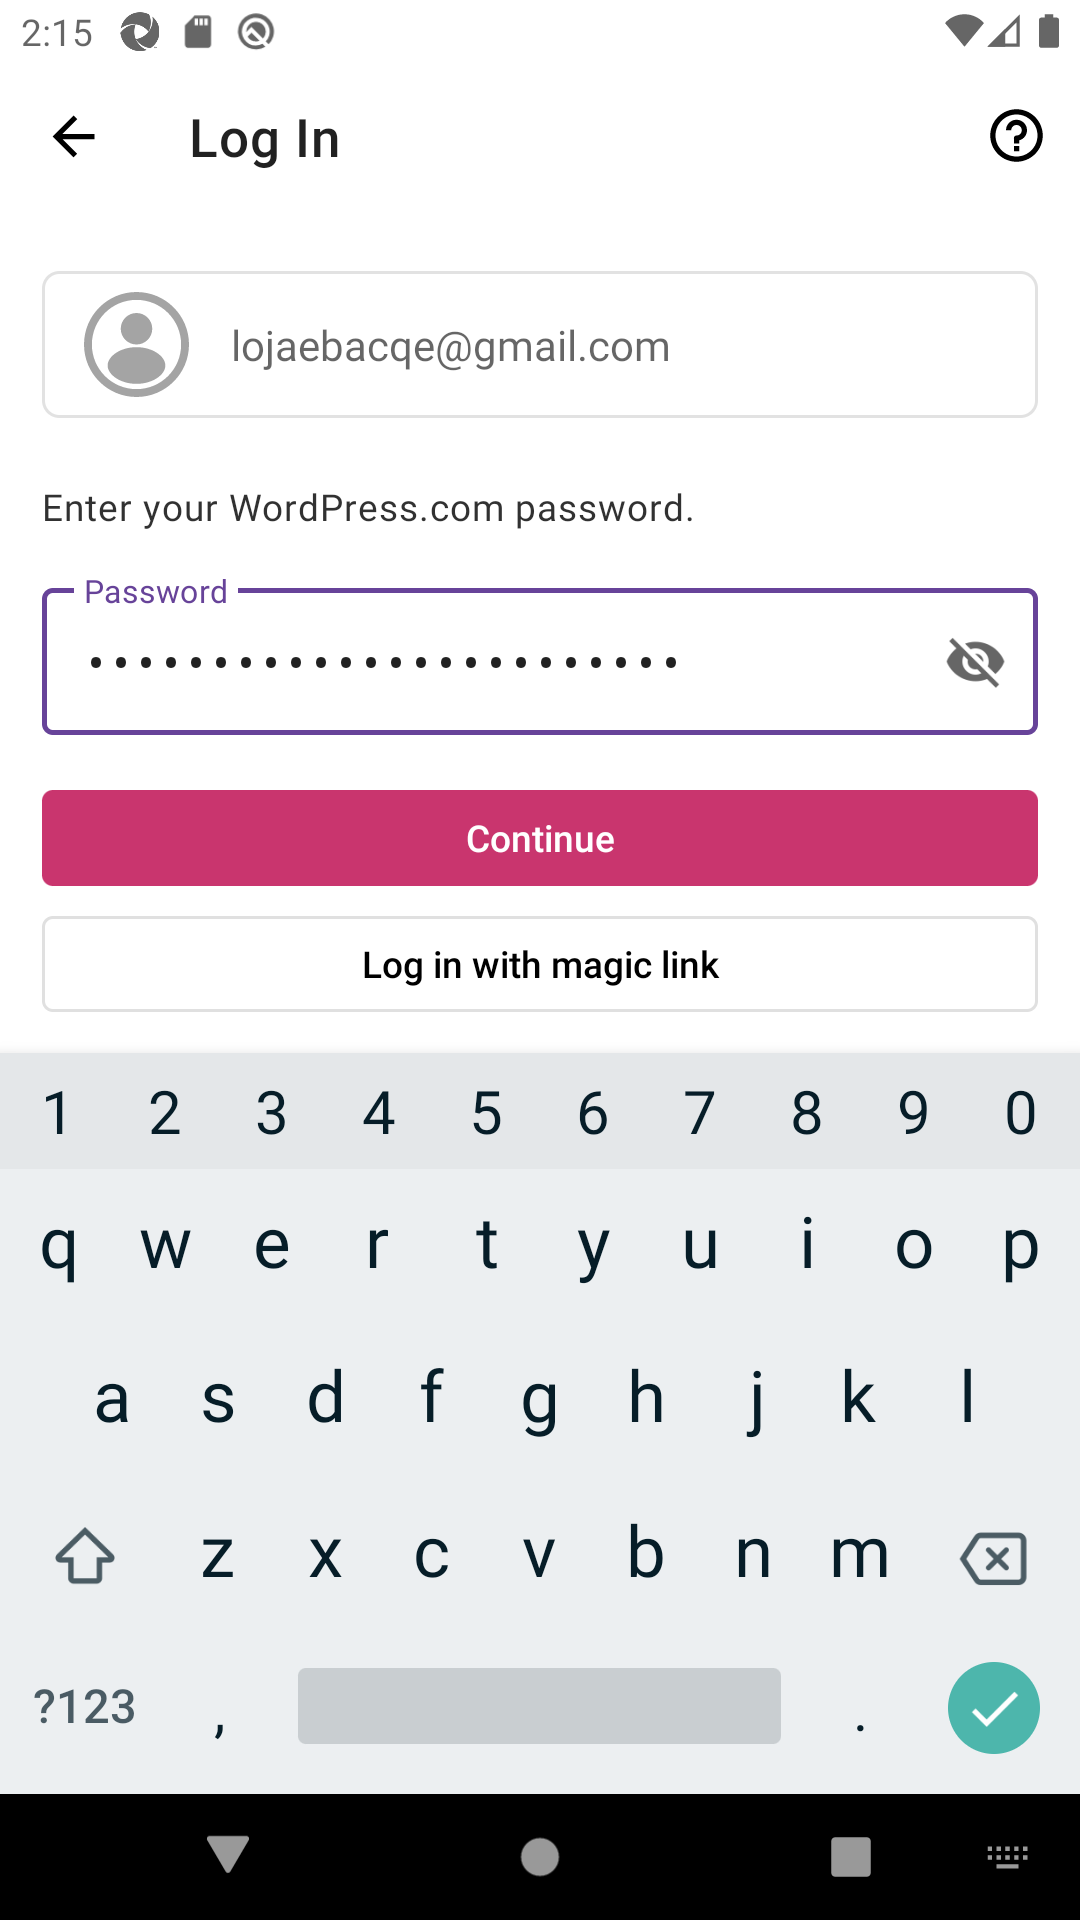 2:15
Log In
lojaebacqe@gmail.com
Enter your WordPress.com password.
Password
••••••••••••••••••••••••
Continue
Log in with magic link
1 2 3 4 5 6 7 8 9 0
q w e r t y u i o p
a s d f g h j k l
z x c v b n m
?123 , .